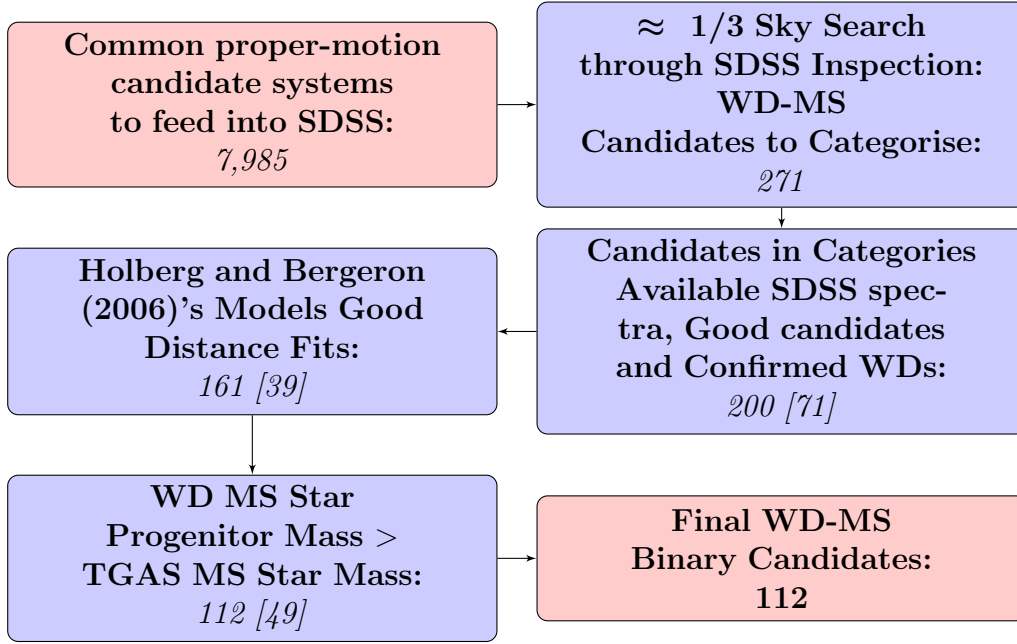 Common proper-motion
candidate systems
to feed into SDSS:
7,985
≈ 1/3 Sky Search
through SDSS Inspection:
WD-MS
Candidates to Categorise:
271
Candidates in Categories
Available SDSS spec-
tra, Good candidates
and Confirmed WDs:
200 [71]
Holberg and Bergeron
(2006)'s Models Good
Distance Fits:
161 [39]
WD MS Star
Progenitor Mass >
TGAS MS Star Mass:
112 [49]
Final WD-MS
Binary Candidates:
112